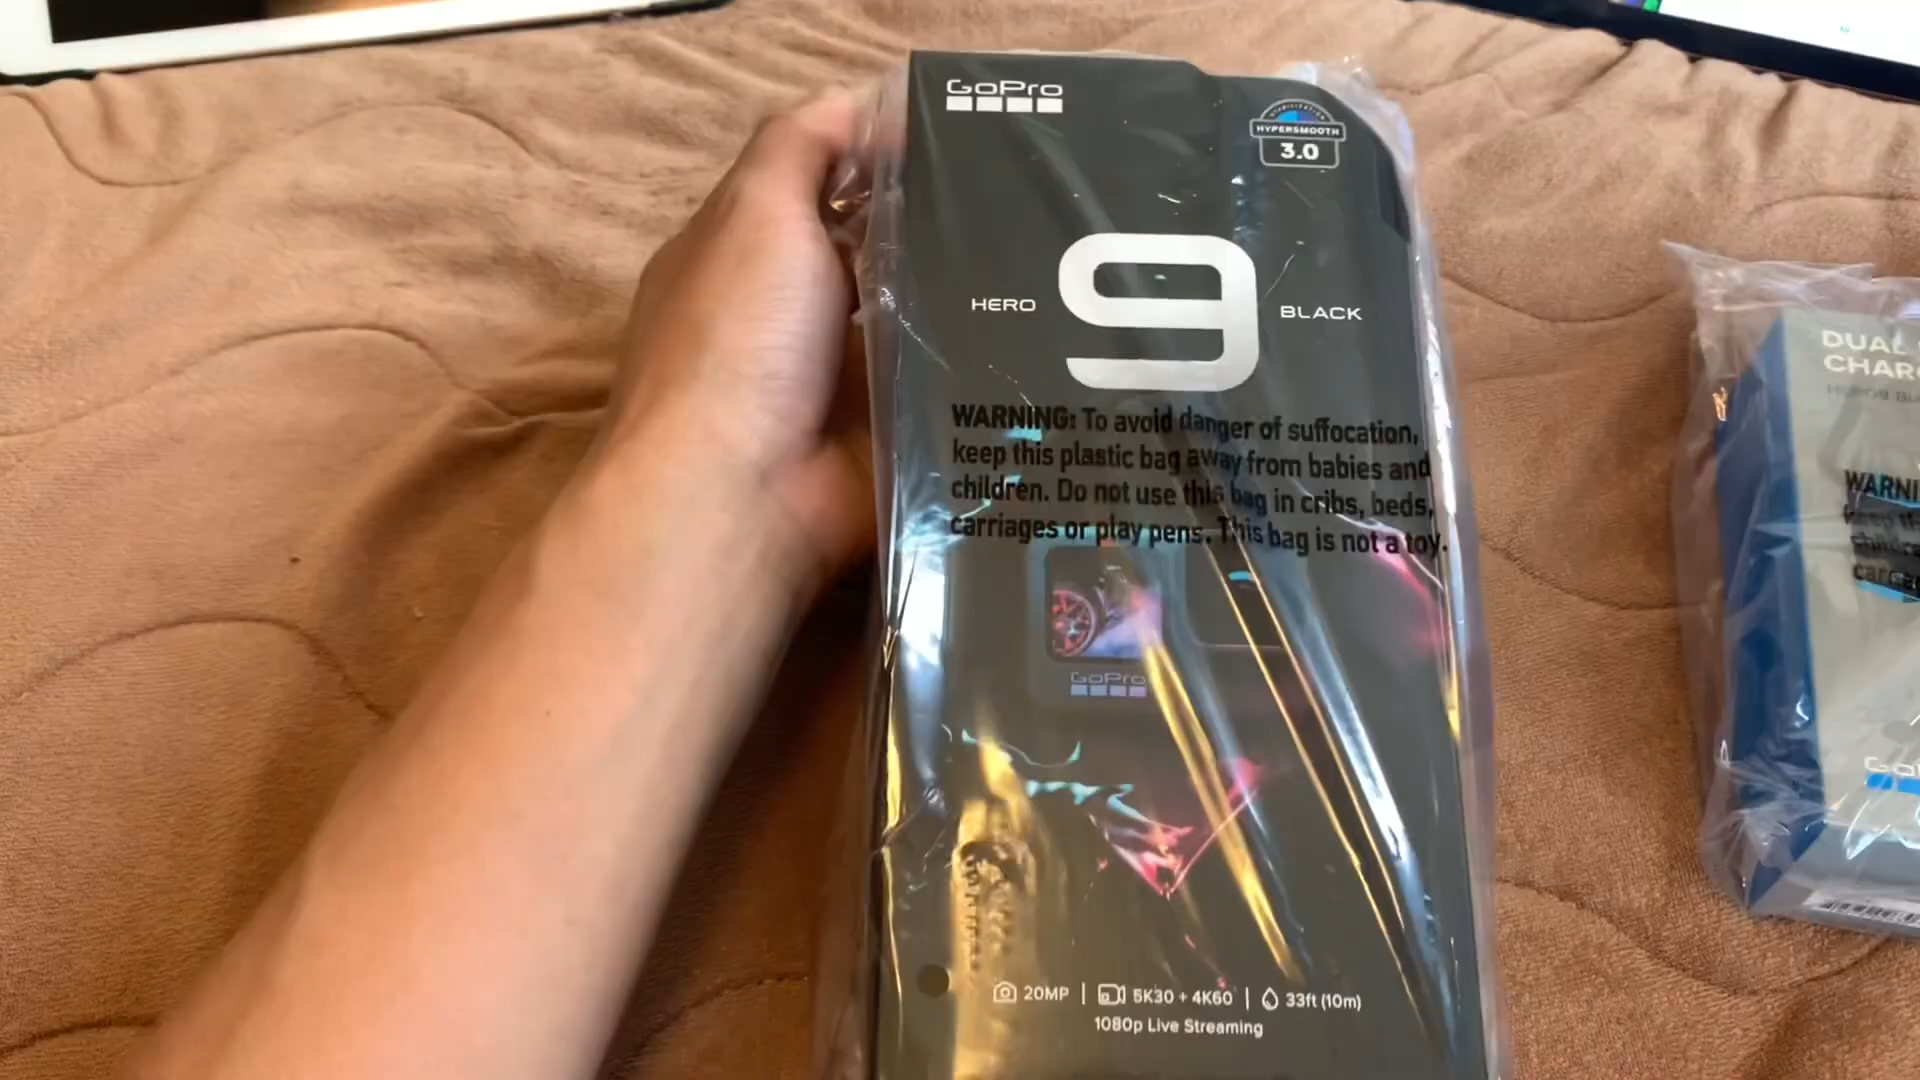 GoPro
HYPERSMOOTH
3.0
HERO 9 BLACK
WARNING: To avoid danger of suffocation,
keep this plastic bag away from babies and
children. Do not use this bag in cribs, beds,
carriages or play pens. This bag is not a toy.
GoPro
20MP | 5K30 + 4K60 | 33ft (10m)
1080p Live Streaming
DUAL